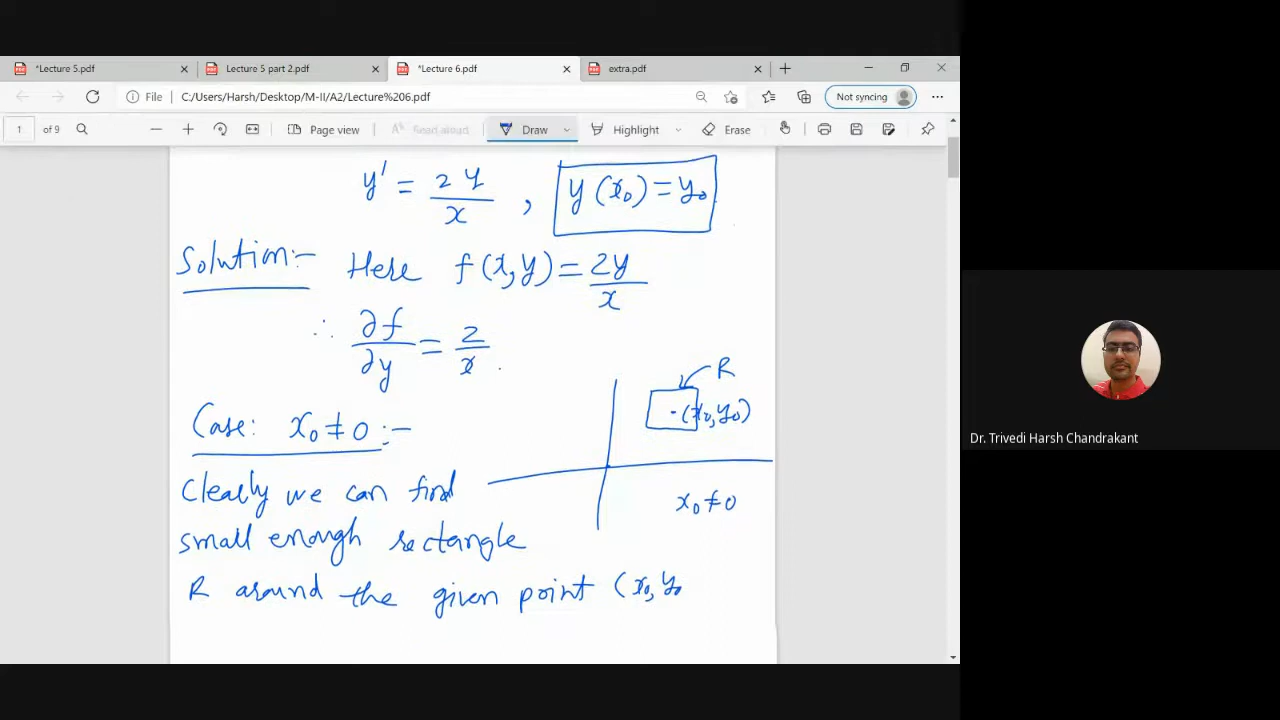 *Lecture 5.pdf
Lecture 5 part 2.pdf
*Lecture 6.pdf
extra.pdf
File
C:/Users/Harsh/Desktop/M-II/A2/Lecture%206.pdf
Not syncing
1
of 9
Page view
Read aloud
Draw
Highlight
Erase
y' = 2y/x , y(x₀) = y₀
Solution:- Here f(x,y) = 2y/x
∴ ∂f/∂y = 2/x .
R
Case: x₀ ≠ 0 :-
(x₀, y₀)
Clearly we can find
x₀ ≠ 0
small enough rectangle
R around the given point (x₀, y₀
Dr. Trivedi Harsh Chandrakant